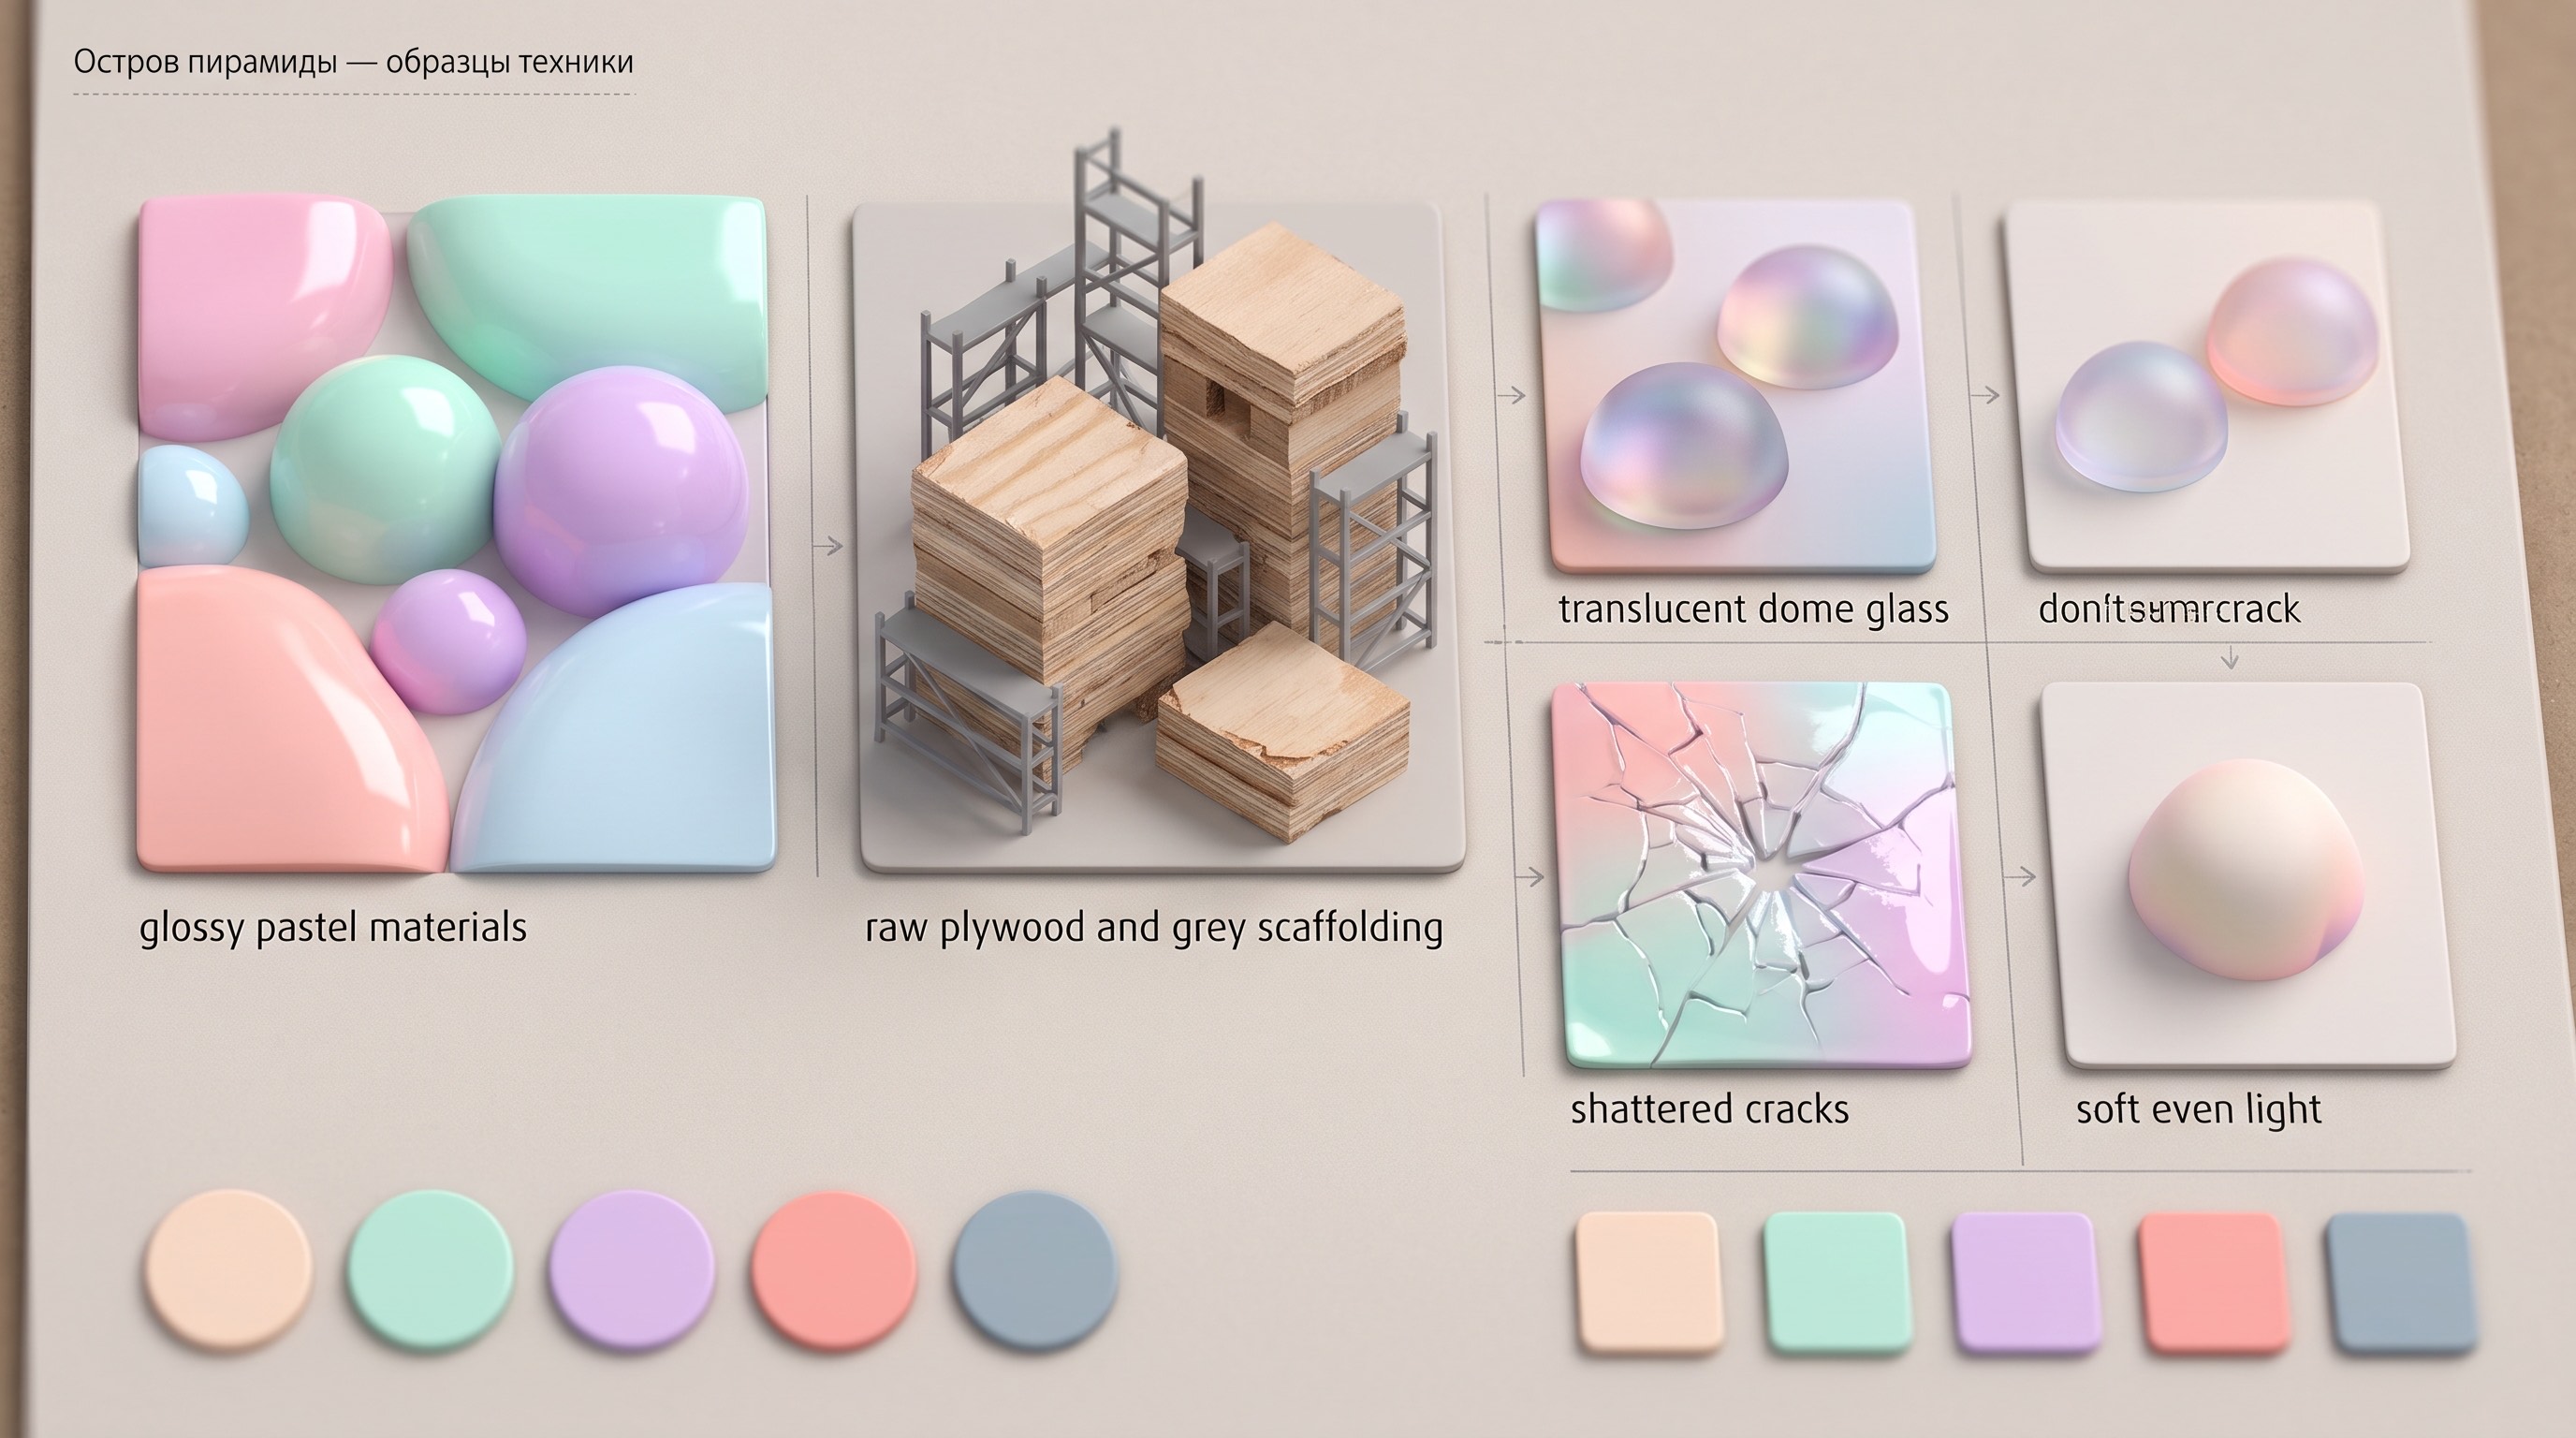 Остров пирамиды — образцы техники
translucent dome glass
glossy pastel materials
raw plywood and grey scaffolding
shattered cracks
soft even light